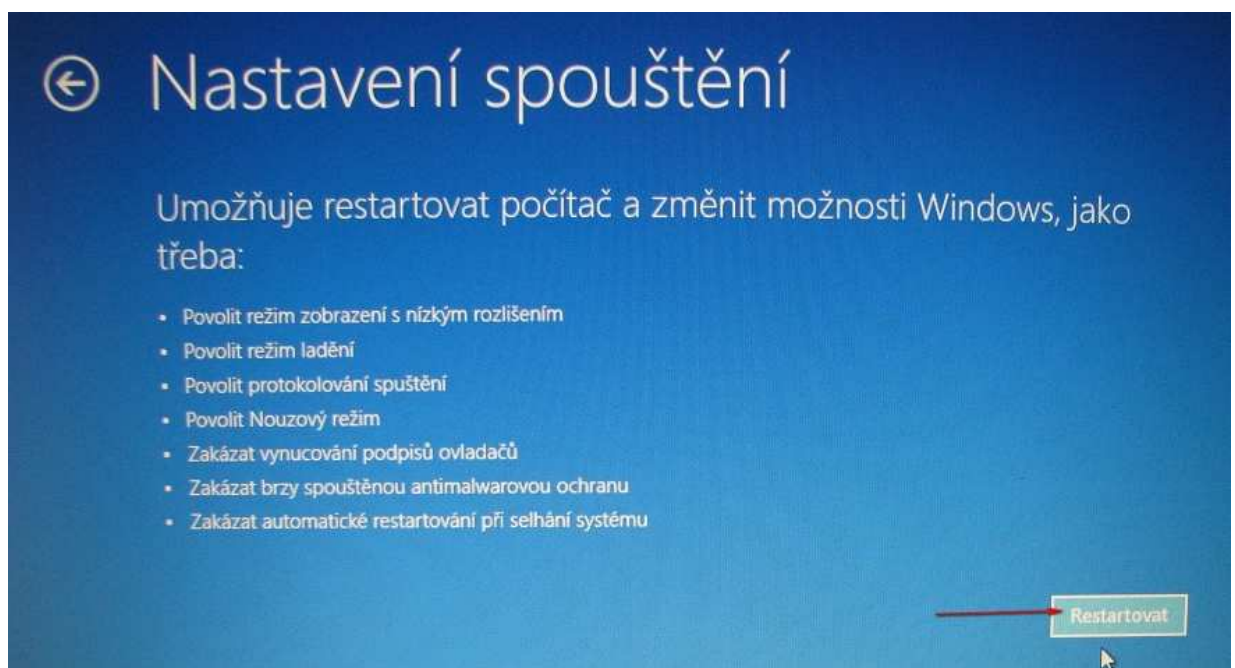 Nastavení spouštění
Umožňuje restartovat počítač a změnit možnosti Windows, jako
třeba:
• Povolit režim zobrazení s nízkým rozlišením
• Povolit režim ladění
• Povolit protokolování spuštění
• Povolit Nouzový režim
• Zakázat vynucování podpisů ovladačů
• Zakázat brzy spouštěnou antimalwarovou ochranu
• Zakázat automatické restartování při selhání systému
Restartovat